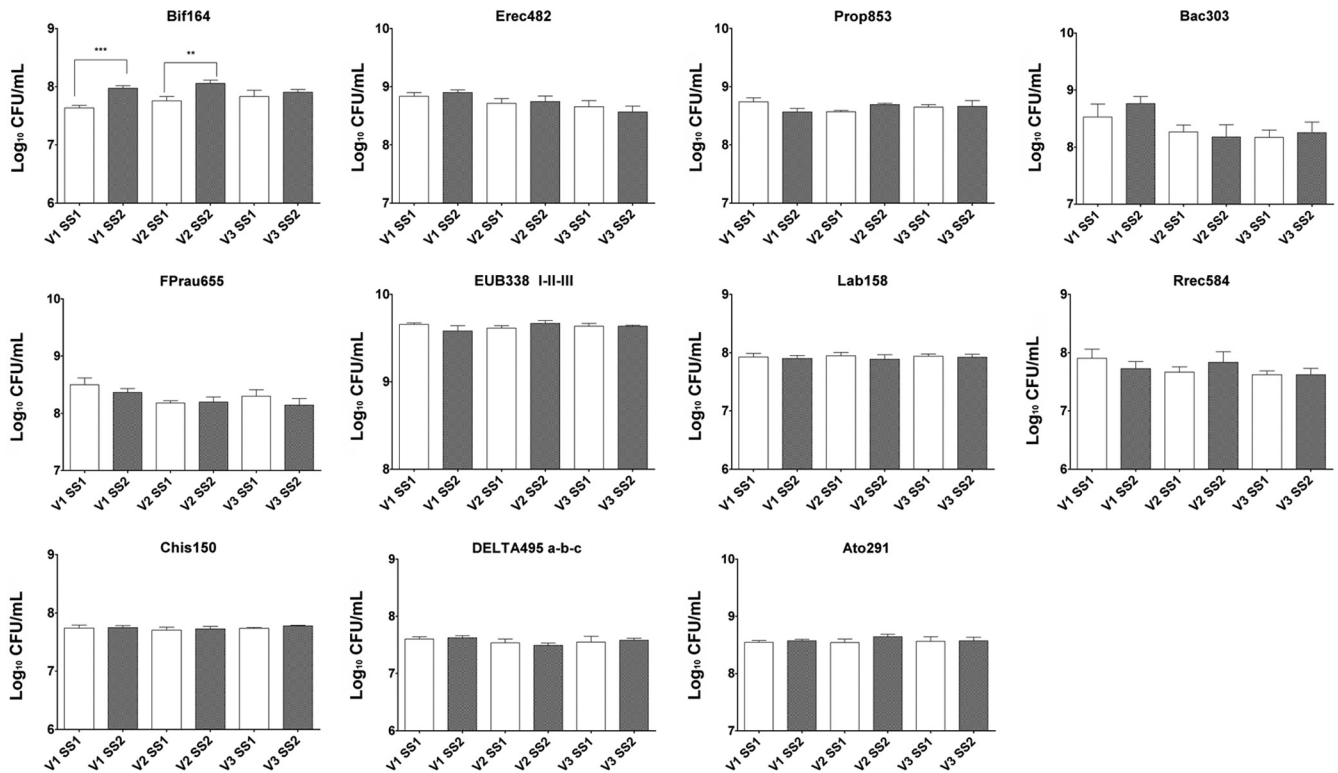 Bif164
Log₁₀ CFU/mL
9
8
7
6
***
**
V1 SS1
V1 SS2
V2 SS1
V2 SS2
V3 SS1
V3 SS2
Erec482
Log₁₀ CFU/mL
10
9
8
7
V1 SS1
V1 SS2
V2 SS1
V2 SS2
V3 SS1
V3 SS2
Prop853
Log₁₀ CFU/mL
10
9
8
7
V1 SS1
V1 SS2
V2 SS1
V2 SS2
V3 SS1
V3 SS2
Bac303
Log₁₀ CFU/mL
10
9
8
7
V1 SS1
V1 SS2
V2 SS1
V2 SS2
V3 SS1
V3 SS2
FPrau655
Log₁₀ CFU/mL
10
9
8
7
V1 SS1
V1 SS2
V2 SS1
V2 SS2
V3 SS1
V3 SS2
EUB338 I-II-III
Log₁₀ CFU/mL
10
9
8
V1 SS1
V1 SS2
V2 SS1
V2 SS2
V3 SS1
V3 SS2
Lab158
Log₁₀ CFU/mL
9
8
7
6
V1 SS1
V1 SS2
V2 SS1
V2 SS2
V3 SS1
V3 SS2
Rrec584
Log₁₀ CFU/mL
9
8
7
6
V1 SS1
V1 SS2
V2 SS1
V2 SS2
V3 SS1
V3 SS2
Chis150
Log₁₀ CFU/mL
9
8
7
6
V1 SS1
V1 SS2
V2 SS1
V2 SS2
V3 SS1
V3 SS2
DELTA495 a-b-c
Log₁₀ CFU/mL
9
8
7
6
V1 SS1
V1 SS2
V2 SS1
V2 SS2
V3 SS1
V3 SS2
Ato291
Log₁₀ CFU/mL
10
9
8
7
V1 SS1
V1 SS2
V2 SS1
V2 SS2
V3 SS1
V3 SS2